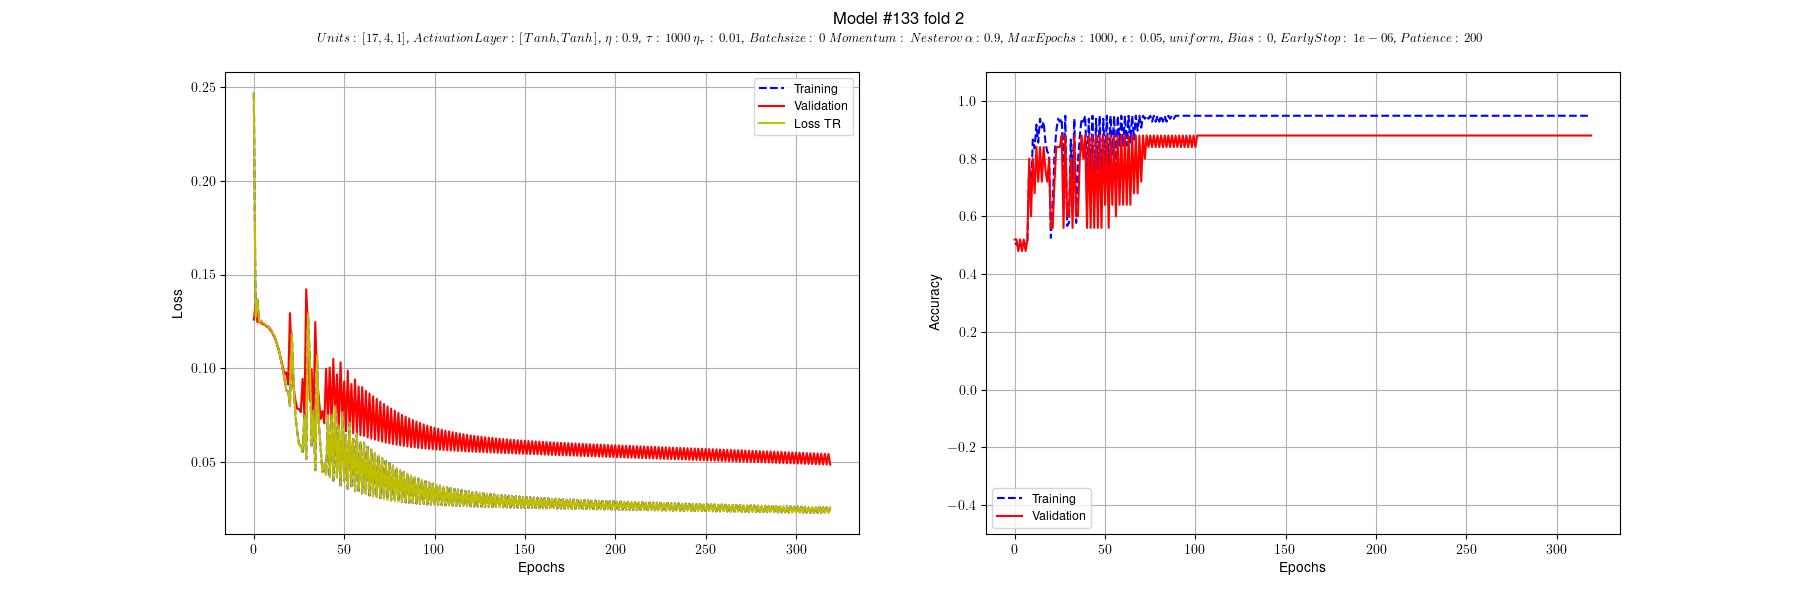 Model #133 fold 2
Units : [17, 4, 1], ActivationLayer : [Tanh, Tanh], η : 0.9, τ : 1000 ητ : 0.01, Batchsize : 0 Momentum : Nesterov α : 0.9, MaxEpochs : 1000, ϵ : 0.05, uniform, Bias : 0, EarlyStop : 1e − 06, Patience : 200
0.25
0.20
0.15
0.10
0.05
Loss
0 50 100 150 200 250 300
Epochs
Training
Validation
Loss TR
1.0
0.8
0.6
0.4
0.2
0.0
−0.2
−0.4
Accuracy
Training
Validation
0 50 100 150 200 250 300
Epochs